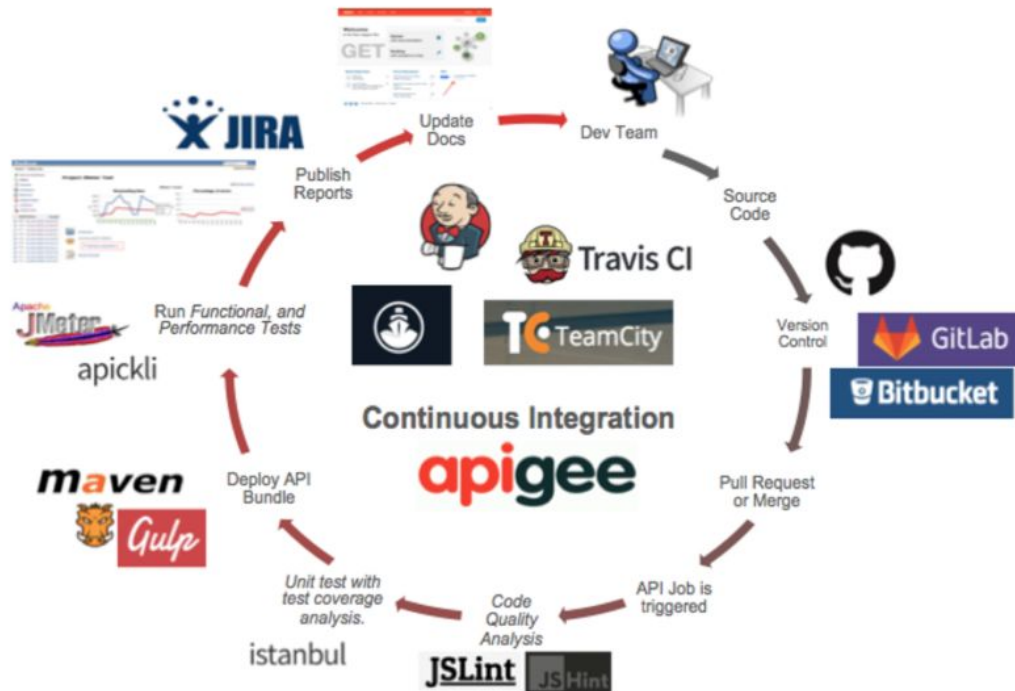 Welcome
GET
Update
Docs
Dev Team
JIRA
Publish
Reports
Source
Code
Travis CI
Run Functional, and
Performance Tests
Apache
JMeter
apickli
TC TeamCity
Version
Control
GitLab
Bitbucket
Continuous Integration
apigee
maven
Gulp
Deploy API
Bundle
Pull Request
or Merge
Unit test with
test coverage
analysis.
istanbul
Code
Quality
Analysis
JSLint
JSHint
API Job is
triggered